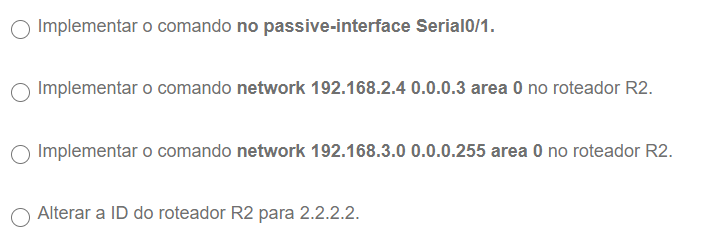 Implementar o comando no passive-interface Serial0/1.
Implementar o comando network 192.168.2.4 0.0.0.3 area 0 no roteador R2.
Implementar o comando network 192.168.3.0 0.0.0.255 area 0 no roteador R2.
Alterar a ID do roteador R2 para 2.2.2.2.